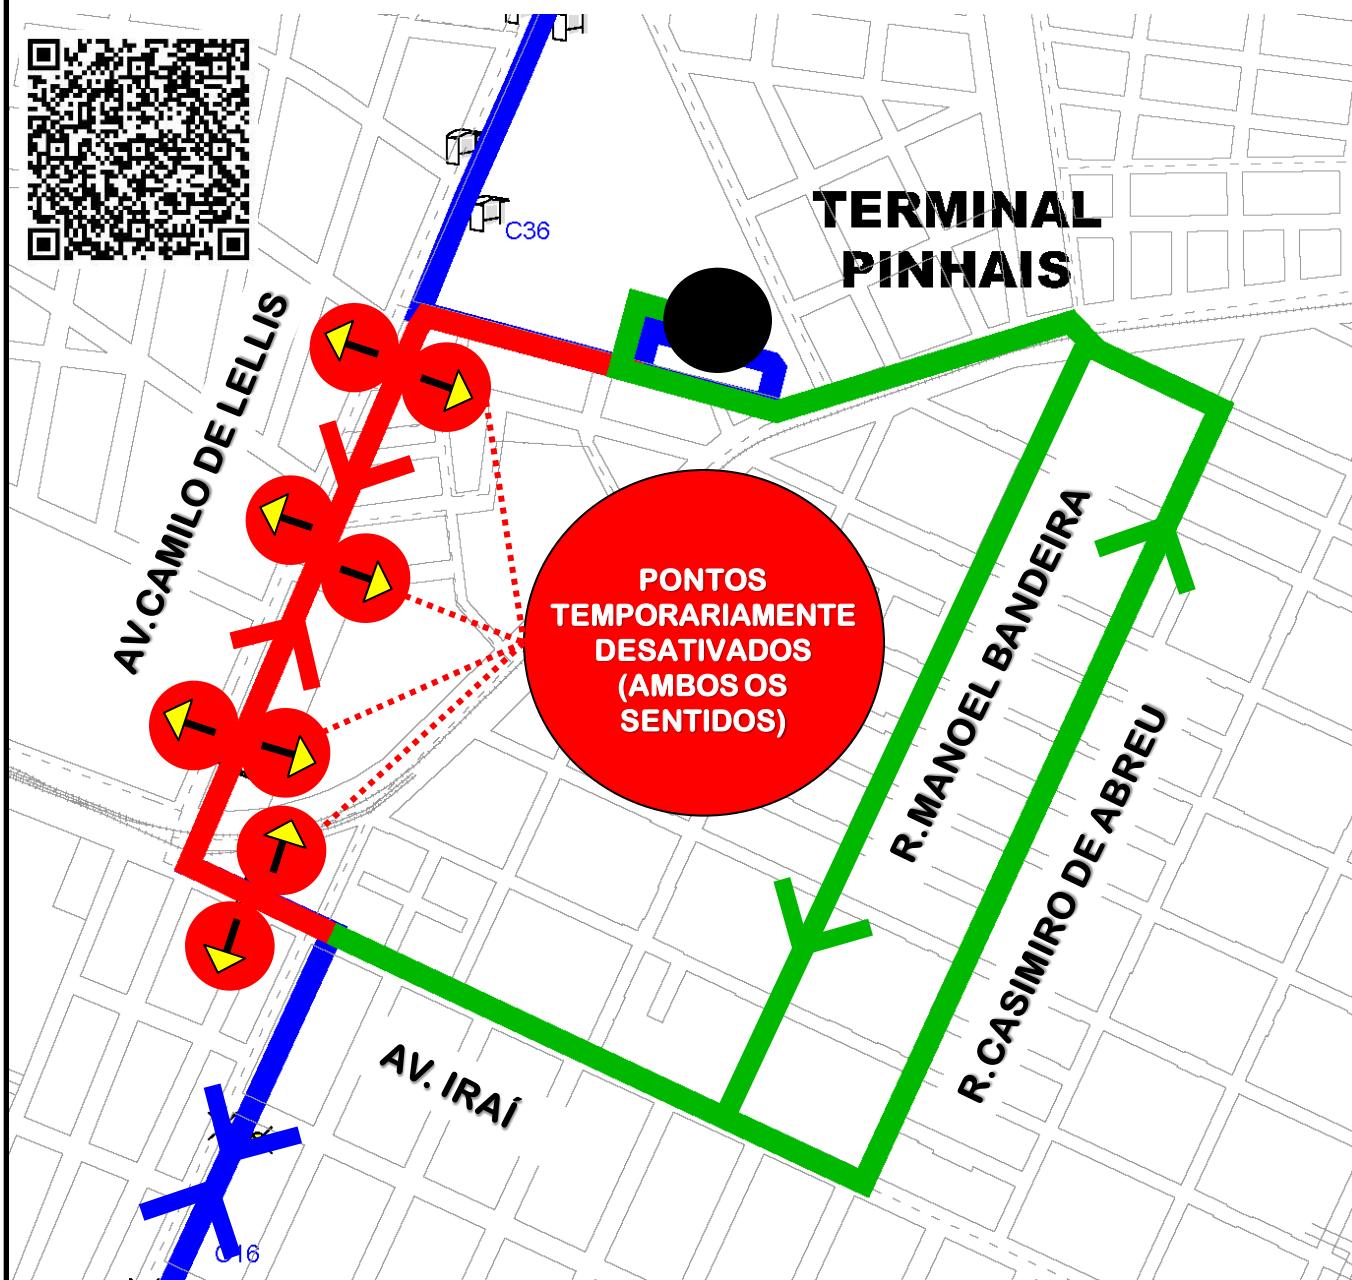 TERMINAL
PINHAIS
C36
AV.CAMILO DE LELLIS
PONTOS
TEMPORARIAMENTE
DESATIVADOS
(AMBOS OS
SENTIDOS)
R.MANOEL BANDEIRA
R.CASIMIRO DE ABREU
AV. IRAÍ
C16